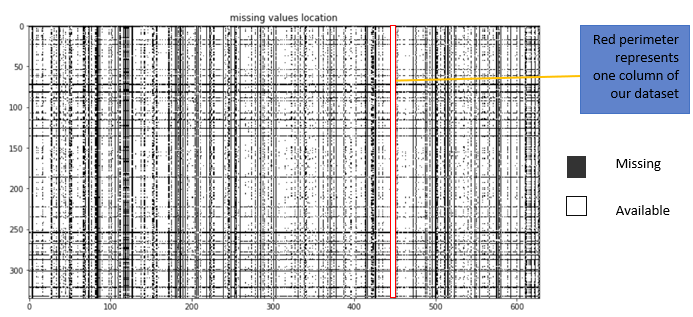 missing values location
0
50
100
150
200
250
300
0 100 200 300 400 500 600
Red perimeter
represents
one column of
our dataset
Missing
Available